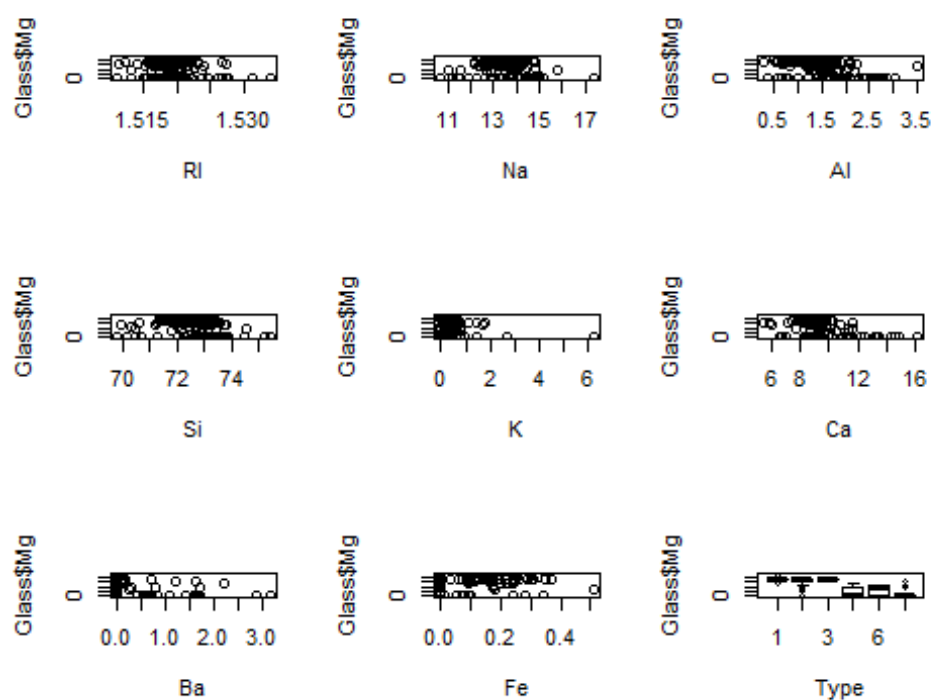 Glass$Mg
0
1.515 1.530
RI
Glass$Mg
0
11 13 15 17
Na
Glass$Mg
0
0.5 1.5 2.5 3.5
Al
Glass$Mg
0
70 72 74
Si
Glass$Mg
0
0 2 4 6
K
Glass$Mg
0
6 8 12 16
Ca
Glass$Mg
0
0.0 1.0 2.0 3.0
Ba
Glass$Mg
0
0.0 0.2 0.4
Fe
Glass$Mg
0
1 3 6
Type